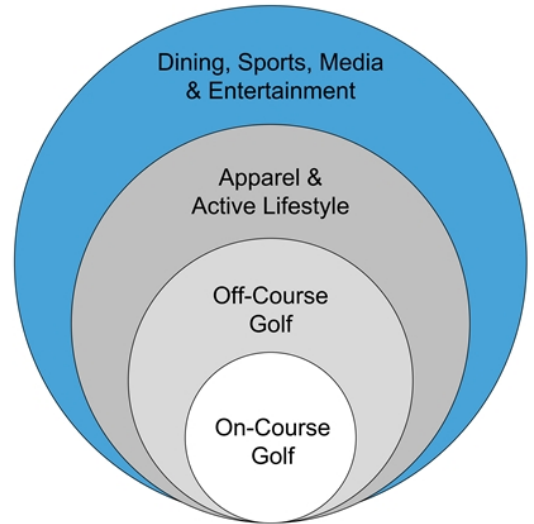 Dining, Sports, Media
& Entertainment
Apparel &
Active Lifestyle
Off-Course
Golf
On-Course
Golf